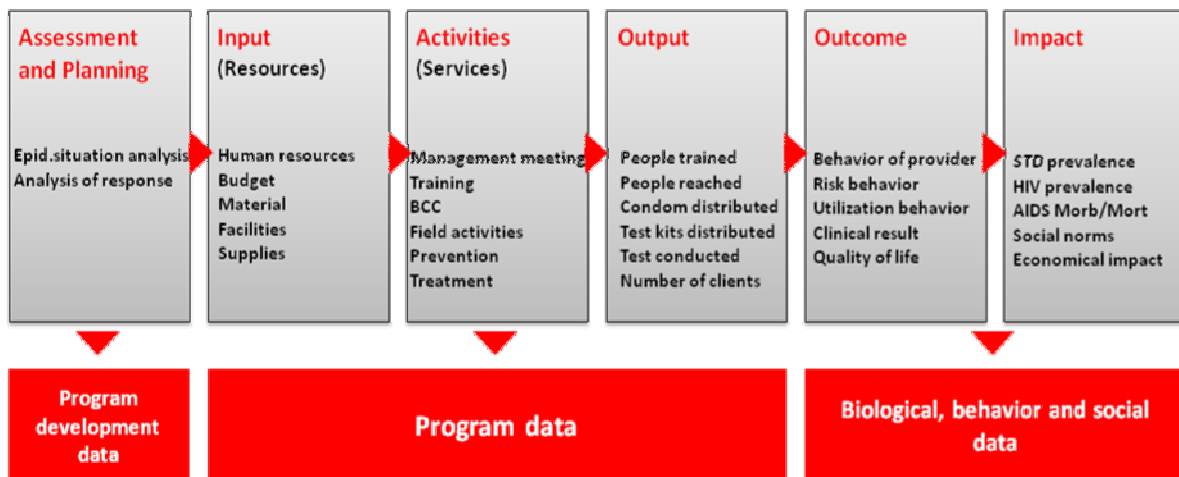 Assessment
and Planning
Epid.situation analysis
Analysis of response
Input
(Resources)
Human resources
Budget
Material
Facilities
Supplies
Activities
(Services)
Management meeting
Training
BCC
Field activities
Prevention
Treatment
Output
People trained
People reached
Condom distributed
Test kits distributed
Test conducted
Number of clients
Outcome
Behavior of provider
Risk behavior
Utilization behavior
Clinical result
Quality of life
Impact
STD prevalence
HIV prevalence
AIDS Morb/Mort
Social norms
Economical impact
Program
development
data
Program data
Biological, behavior and social
data